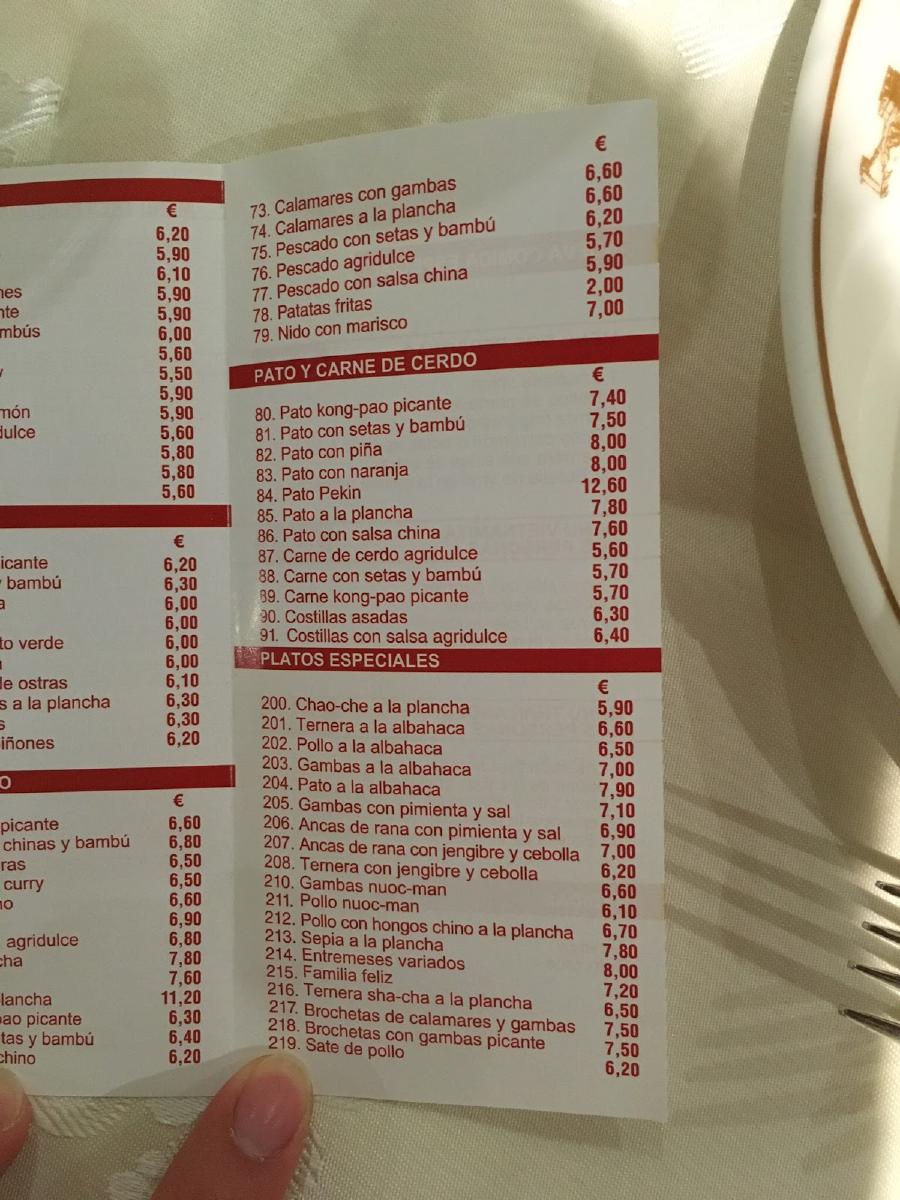 €
6,20
5,90
6,10
nes 5,90
nte 5,90
mbús 6,00
5,60
5,50
5,90
món 5,90
dulce 5,60
5,80
5,80
5,60
€
icante 6,20
y bambú 6,30
a 6,00
6,00
to verde 6,00
6,00
de ostras 6,10
s a la plancha 6,30
s 6,30
iñones 6,20
O
€
picante 6,60
chinas y bambú 6,80
ras 6,50
curry 6,50
6,60
6,90
agridulce 6,80
cha 7,80
7,60
lancha 11,20
pao picante 6,30
tas y bambú 6,40
chino 6,20
€
73. Calamares con gambas 6,60
74. Calamares a la plancha 6,60
75. Pescado con setas y bambú 6,20
76. Pescado agridulce 5,70
77. Pescado con salsa china 5,90
78. Patatas fritas 2,00
79. Nido con marisco 7,00
PATO Y CARNE DE CERDO
€
80. Pato kong-pao picante 7,40
81. Pato con setas y bambú 7,50
82. Pato con piña 8,00
83. Pato con naranja 8,00
84. Pato Pekin 12,60
85. Pato a la plancha 7,80
86. Pato con salsa china 7,60
87. Carne de cerdo agridulce 5,60
88. Carne con setas y bambú 5,70
89. Carne kong-pao picante 5,70
90. Costillas asadas 6,30
91. Costillas con salsa agridulce 6,40
PLATOS ESPECIALES
€
200. Chao-che a la plancha 5,90
201. Ternera a la albahaca 6,60
202. Pollo a la albahaca 6,50
203. Gambas a la albahaca 7,00
204. Pato a la albahaca 7,90
205. Gambas con pimienta y sal 7,10
206. Ancas de rana con pimienta y sal 6,90
207. Ancas de rana con jengibre y cebolla 7,00
208. Ternera con jengibre y cebolla 6,20
210. Gambas nuoc-man 6,60
211. Pollo nuoc-man 6,10
212. Pollo con hongos chino a la plancha 6,70
213. Sepia a la plancha 7,80
214. Entremeses variados 8,00
215. Familia feliz 7,20
216. Ternera sha-cha a la plancha 6,50
217. Brochetas de calamares y gambas 7,50
218. Brochetas con gambas picante 7,50
219. Sate de pollo 6,20